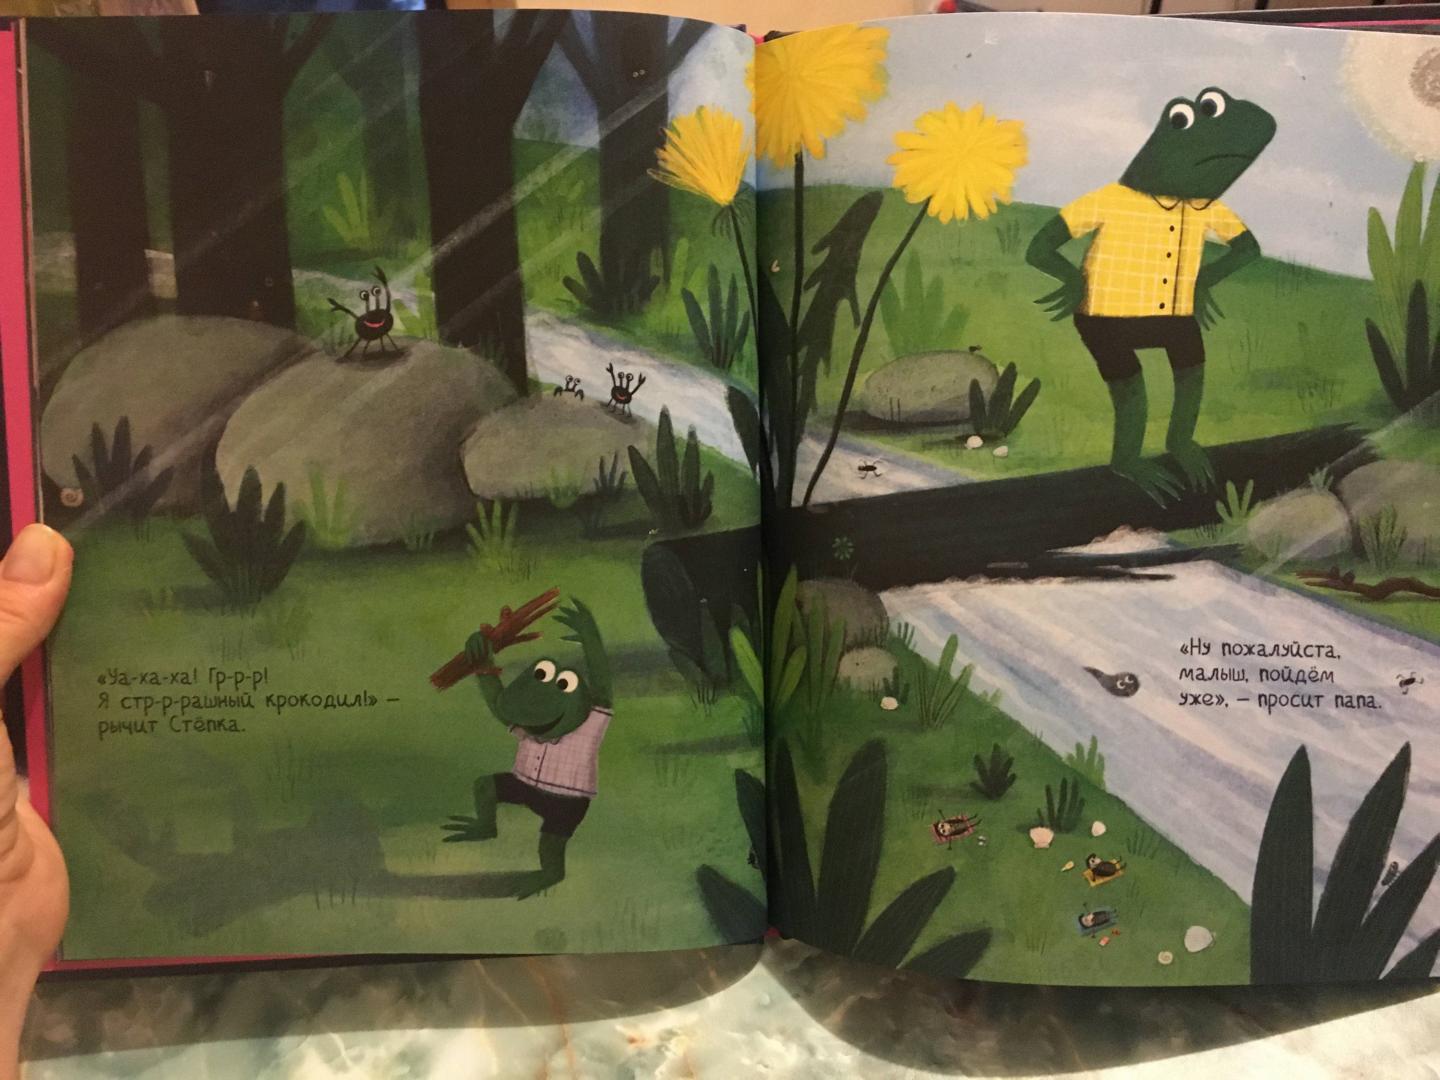 «Уа-ха-ха! Гр-р-р!
Я стр-р-рашный крокодил!» –
рычит Стёпка.
«Ну пожалуйста,
малыш, пойдём
уже», – просит папа.